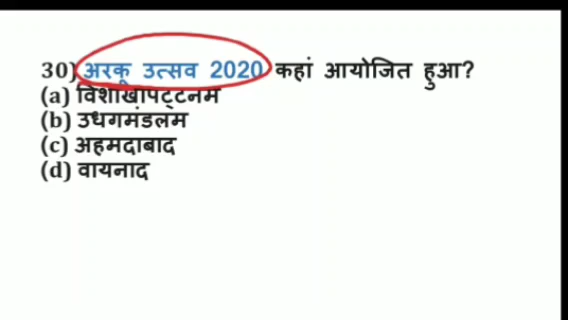 30) अरकू उत्सव 2020 कहां आयोजित हुआ?
(a) विशाखापट्टनम
(b) उधगमंडलम
(c) अहमदाबाद
(d) वायनाद